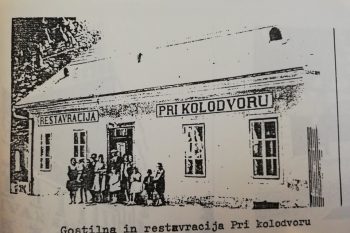 RESTAVRACIJA
PRI KOLODVORU
Gostilna in restavracija Pri kolodvoru